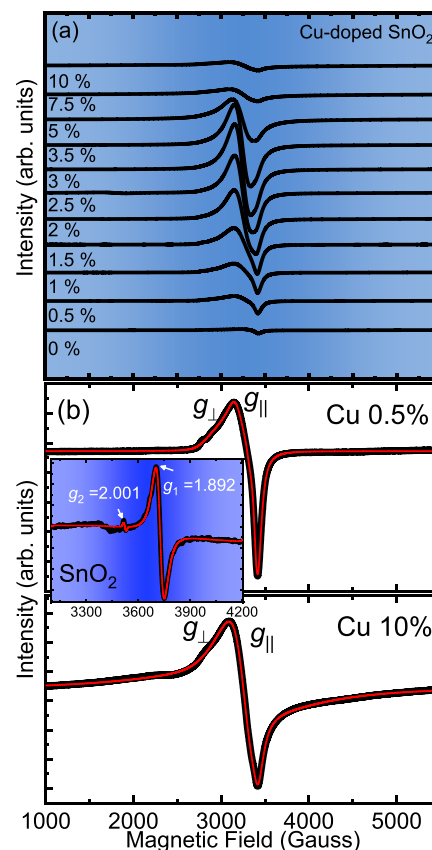 (a)
Cu-doped SnO₂
10 %
7.5 %
5 %
3.5 %
3 %
2.5 %
2 %
1.5 %
1 %
0.5 %
0 %
Intensity (arb. units)
(b)
g⊥
g||
Cu 0.5%
g₂ =2.001
g₁ =1.892
SnO₂
3300 3600 3900 4200
g⊥
g||
Cu 10%
Intensity (arb. units)
1000 2000 3000 4000 5000
Magnetic Field (Gauss)